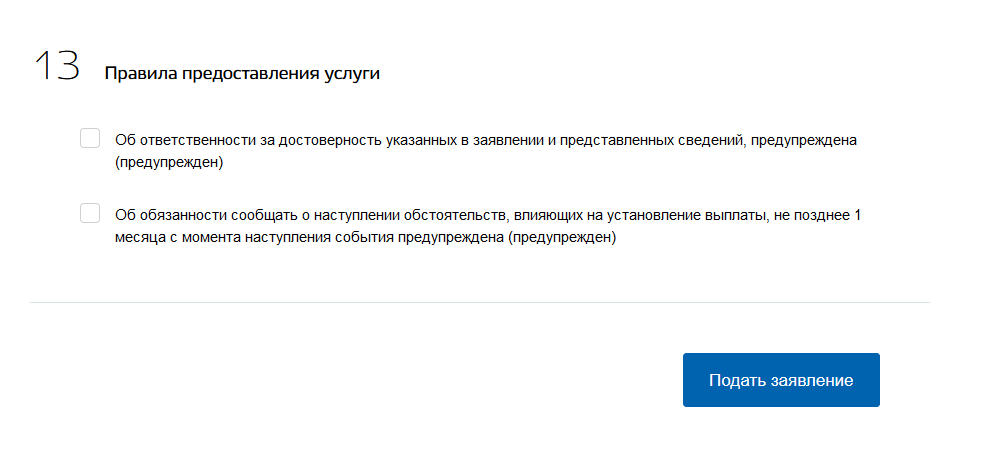 13 Правила предоставления услуги
Об ответственности за достоверность указанных в заявлении и представленных сведений, предупреждена
(предупрежден)
Об обязанности сообщать о наступлении обстоятельств, влияющих на установление выплаты, не позднее 1
месяца с момента наступления события предупреждена (предупрежден)
Подать заявление